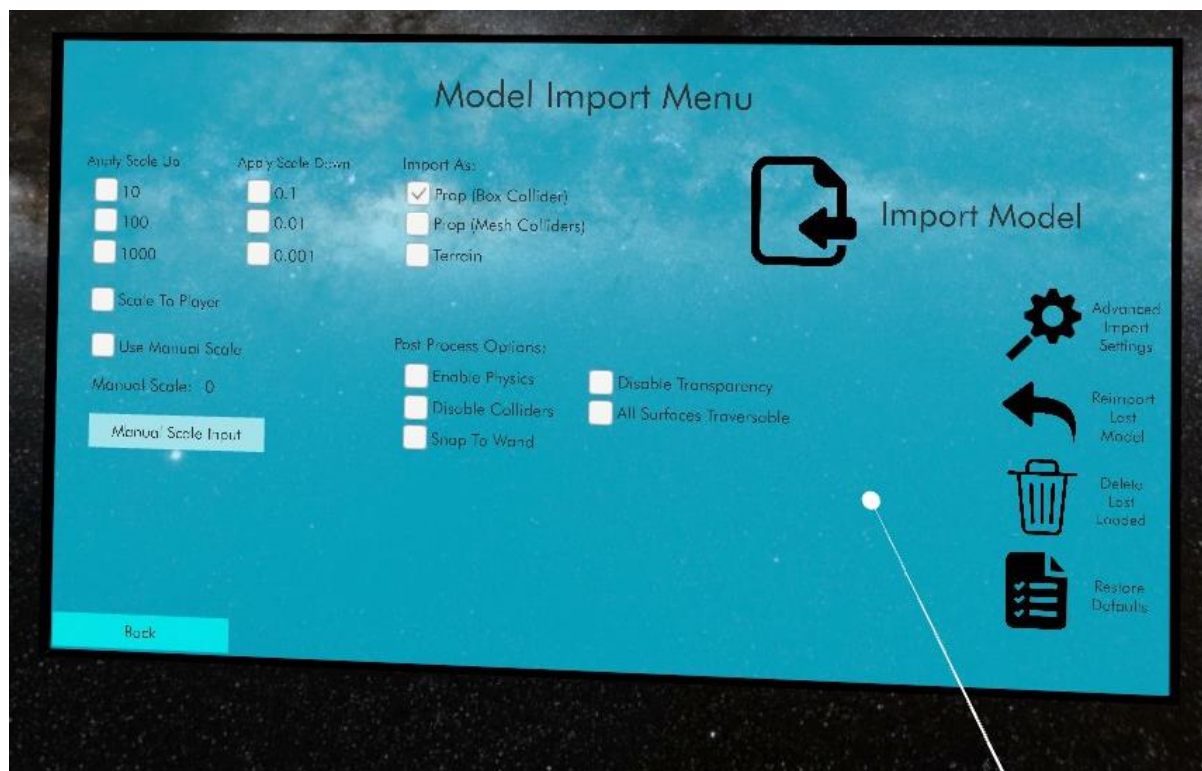 Model Import Menu
Apply Scale Up
10
100
1000
Apply Scale Down
0.1
0.01
0.001
Import As:
Prop (Box Collider)
Prop (Mesh Colliders)
Terrain
Import Model
Scale To Player
Use Manual Scale
Manual Scale: 0
Manual Scale Input
Post Process Options:
Enable Physics
Disable Colliders
Snap To Wand
Disable Transparency
All Surfaces Traversable
Advanced
Import
Settings
Reimport
Last
Model
Delete
Last
Loaded
Restore
Defaults
Back